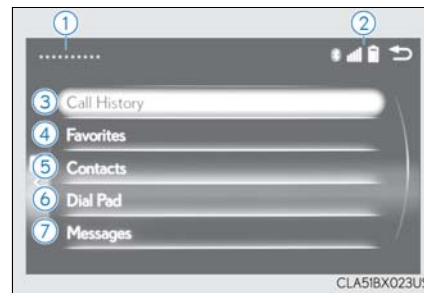 1 2
..........
3 Call History
4 Favorites
5 Contacts
6 Dial Pad
7 Messages
CLA51BX023US